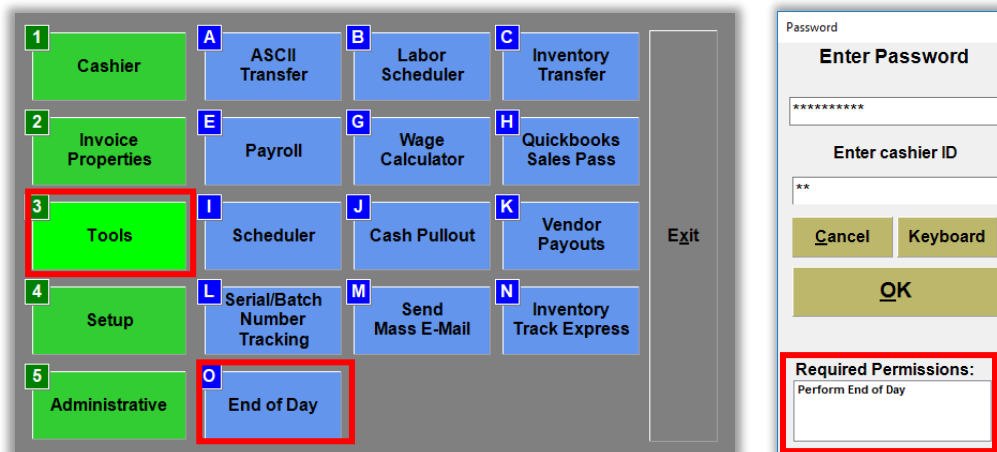 1
Cashier
A
ASCII
Transfer
B
Labor
Scheduler
C
Inventory
Transfer
2
Invoice
Properties
E
Payroll
G
Wage
Calculator
H
Quickbooks
Sales Pass
3
Tools
I
Scheduler
J
Cash Pullout
K
Vendor
Payouts
4
Setup
L
Serial/Batch
Number
Tracking
M
Send
Mass E-Mail
N
Inventory
Track Express
5
Administrative
O
End of Day
Exit
Password
Enter Password
**********
Enter cashier ID
**
Cancel
Keyboard
OK
Required Permissions:
Perform End of Day